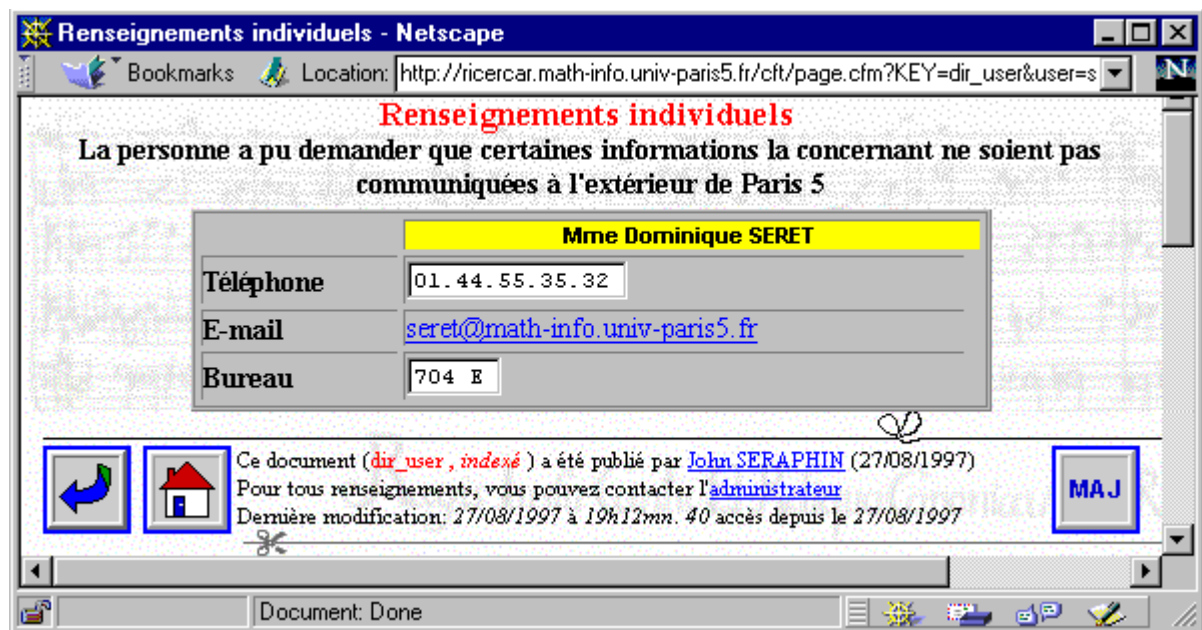 Renseignements individuels - Netscape
Bookmarks Location: http://ricercar.math-info.univ-paris5.fr/cft/page.cfm?KEY=dir_user&user=s
N
Renseignements individuels
La personne a pu demander que certaines informations la concernant ne soient pas
communiquées à l'extérieur de Paris 5
Mme Dominique SERET
Téléphone 01.44.55.35.32
E-mail seret@math-info.univ-paris5.fr
Bureau 704 E
Ce document (dir_user , indexé ) a été publié par John SERAPHIN (27/08/1997)
Pour tous renseignements, vous pouvez contacter l'administrateur
Dernière modification: 27/08/1997 à 19h12mn. 40 accès depuis le 27/08/1997
MAJ
Document: Done